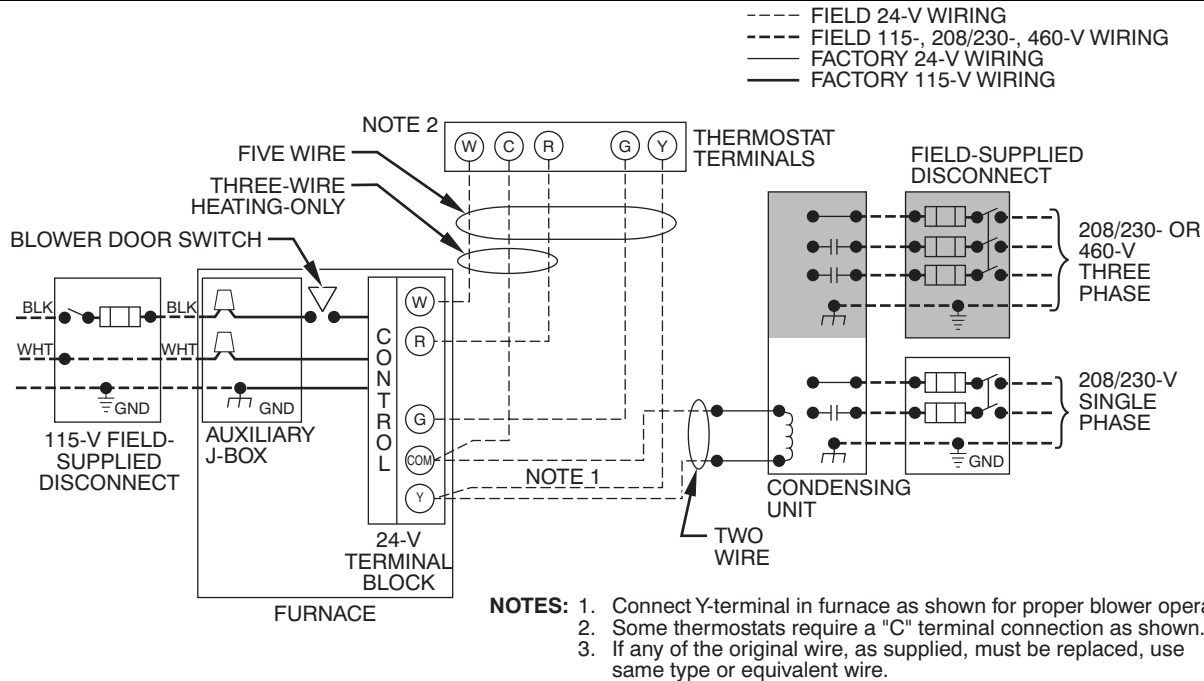 FIELD 24-V WIRING
FIELD 115-, 208/230-, 460-V WIRING
FACTORY 24-V WIRING
FACTORY 115-V WIRING
NOTE 2
W C R G Y
THERMOSTAT
TERMINALS
FIVE WIRE
THREE-WIRE
HEATING-ONLY
BLOWER DOOR SWITCH
FIELD-SUPPLIED
DISCONNECT
208/230- OR
460-V
THREE
PHASE
BLK
BLK
WHT
WHT
GND
GND
115-V FIELD-
SUPPLIED
DISCONNECT
AUXILIARY
J-BOX
CONTROL
W
R
G
COM
Y
24-V
TERMINAL
BLOCK
FURNACE
NOTE 1
TWO
WIRE
CONDENSING
UNIT
208/230-V
SINGLE
PHASE
GND
NOTES: 1. Connect Y-terminal in furnace as shown for proper blower opera
2. Some thermostats require a "C" terminal connection as shown.
3. If any of the original wire, as supplied, must be replaced, use
same type or equivalent wire.